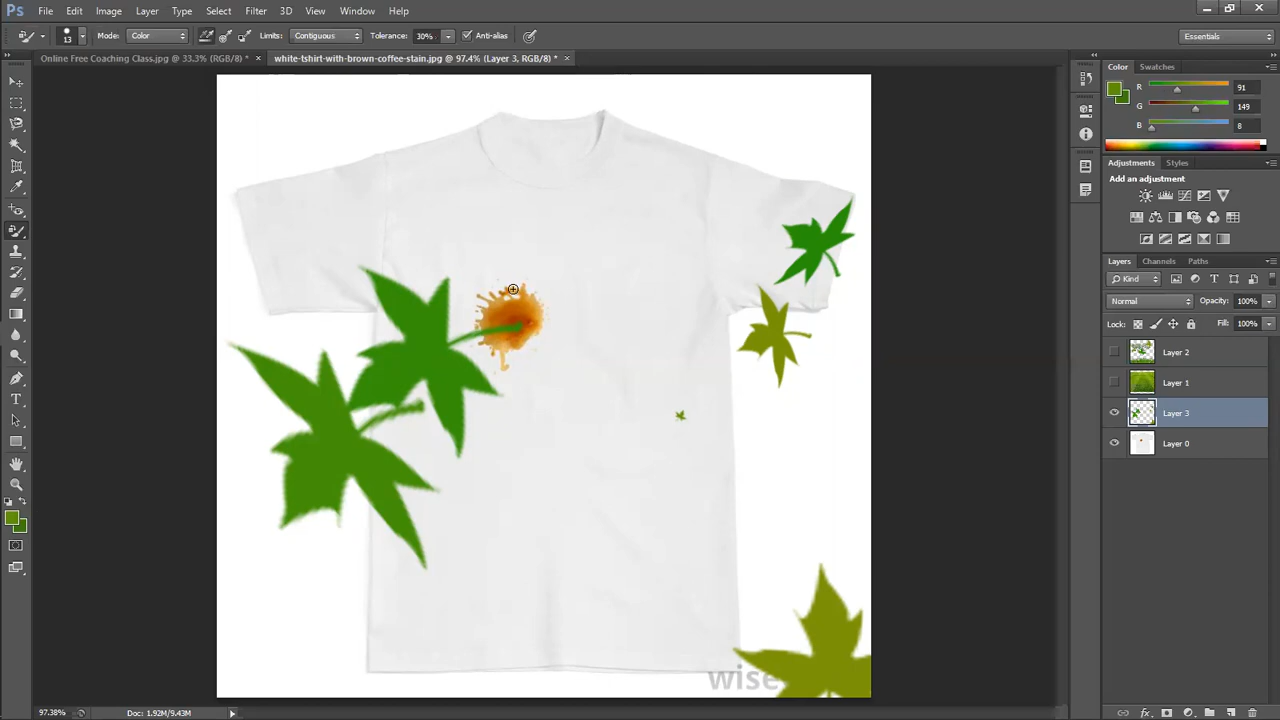 Ps File Edit Image Layer Type Select Filter 3D View Window Help
13 Mode: Color Limits: Contiguous Tolerance: 30% Anti-alias Essentials
Online Free Coaching Class.jpg @ 33.3% (RGB/8) * × white-tshirt-with-brown-coffee-stain.jpg @ 97.4% (Layer 3, RGB/8) * ×
Color Swatches
R 91
G 149
B 8
Adjustments Styles
Add an adjustment
Layers Channels Paths
Kind
Normal Opacity: 100%
Lock: Fill: 100%
Layer 2
Layer 1
Layer 3
Layer 0
wise
97.38% Doc: 1.92M/9.43M